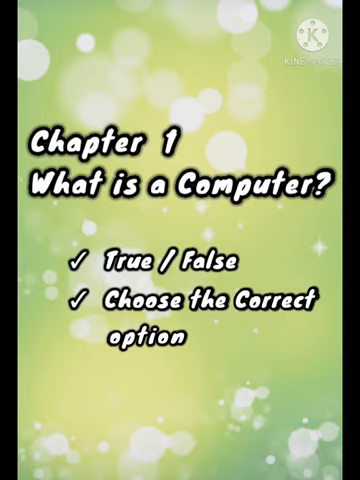 K
Chapter 1
What is a Computer?
✓ True / False
✓ Choose the Correct
option